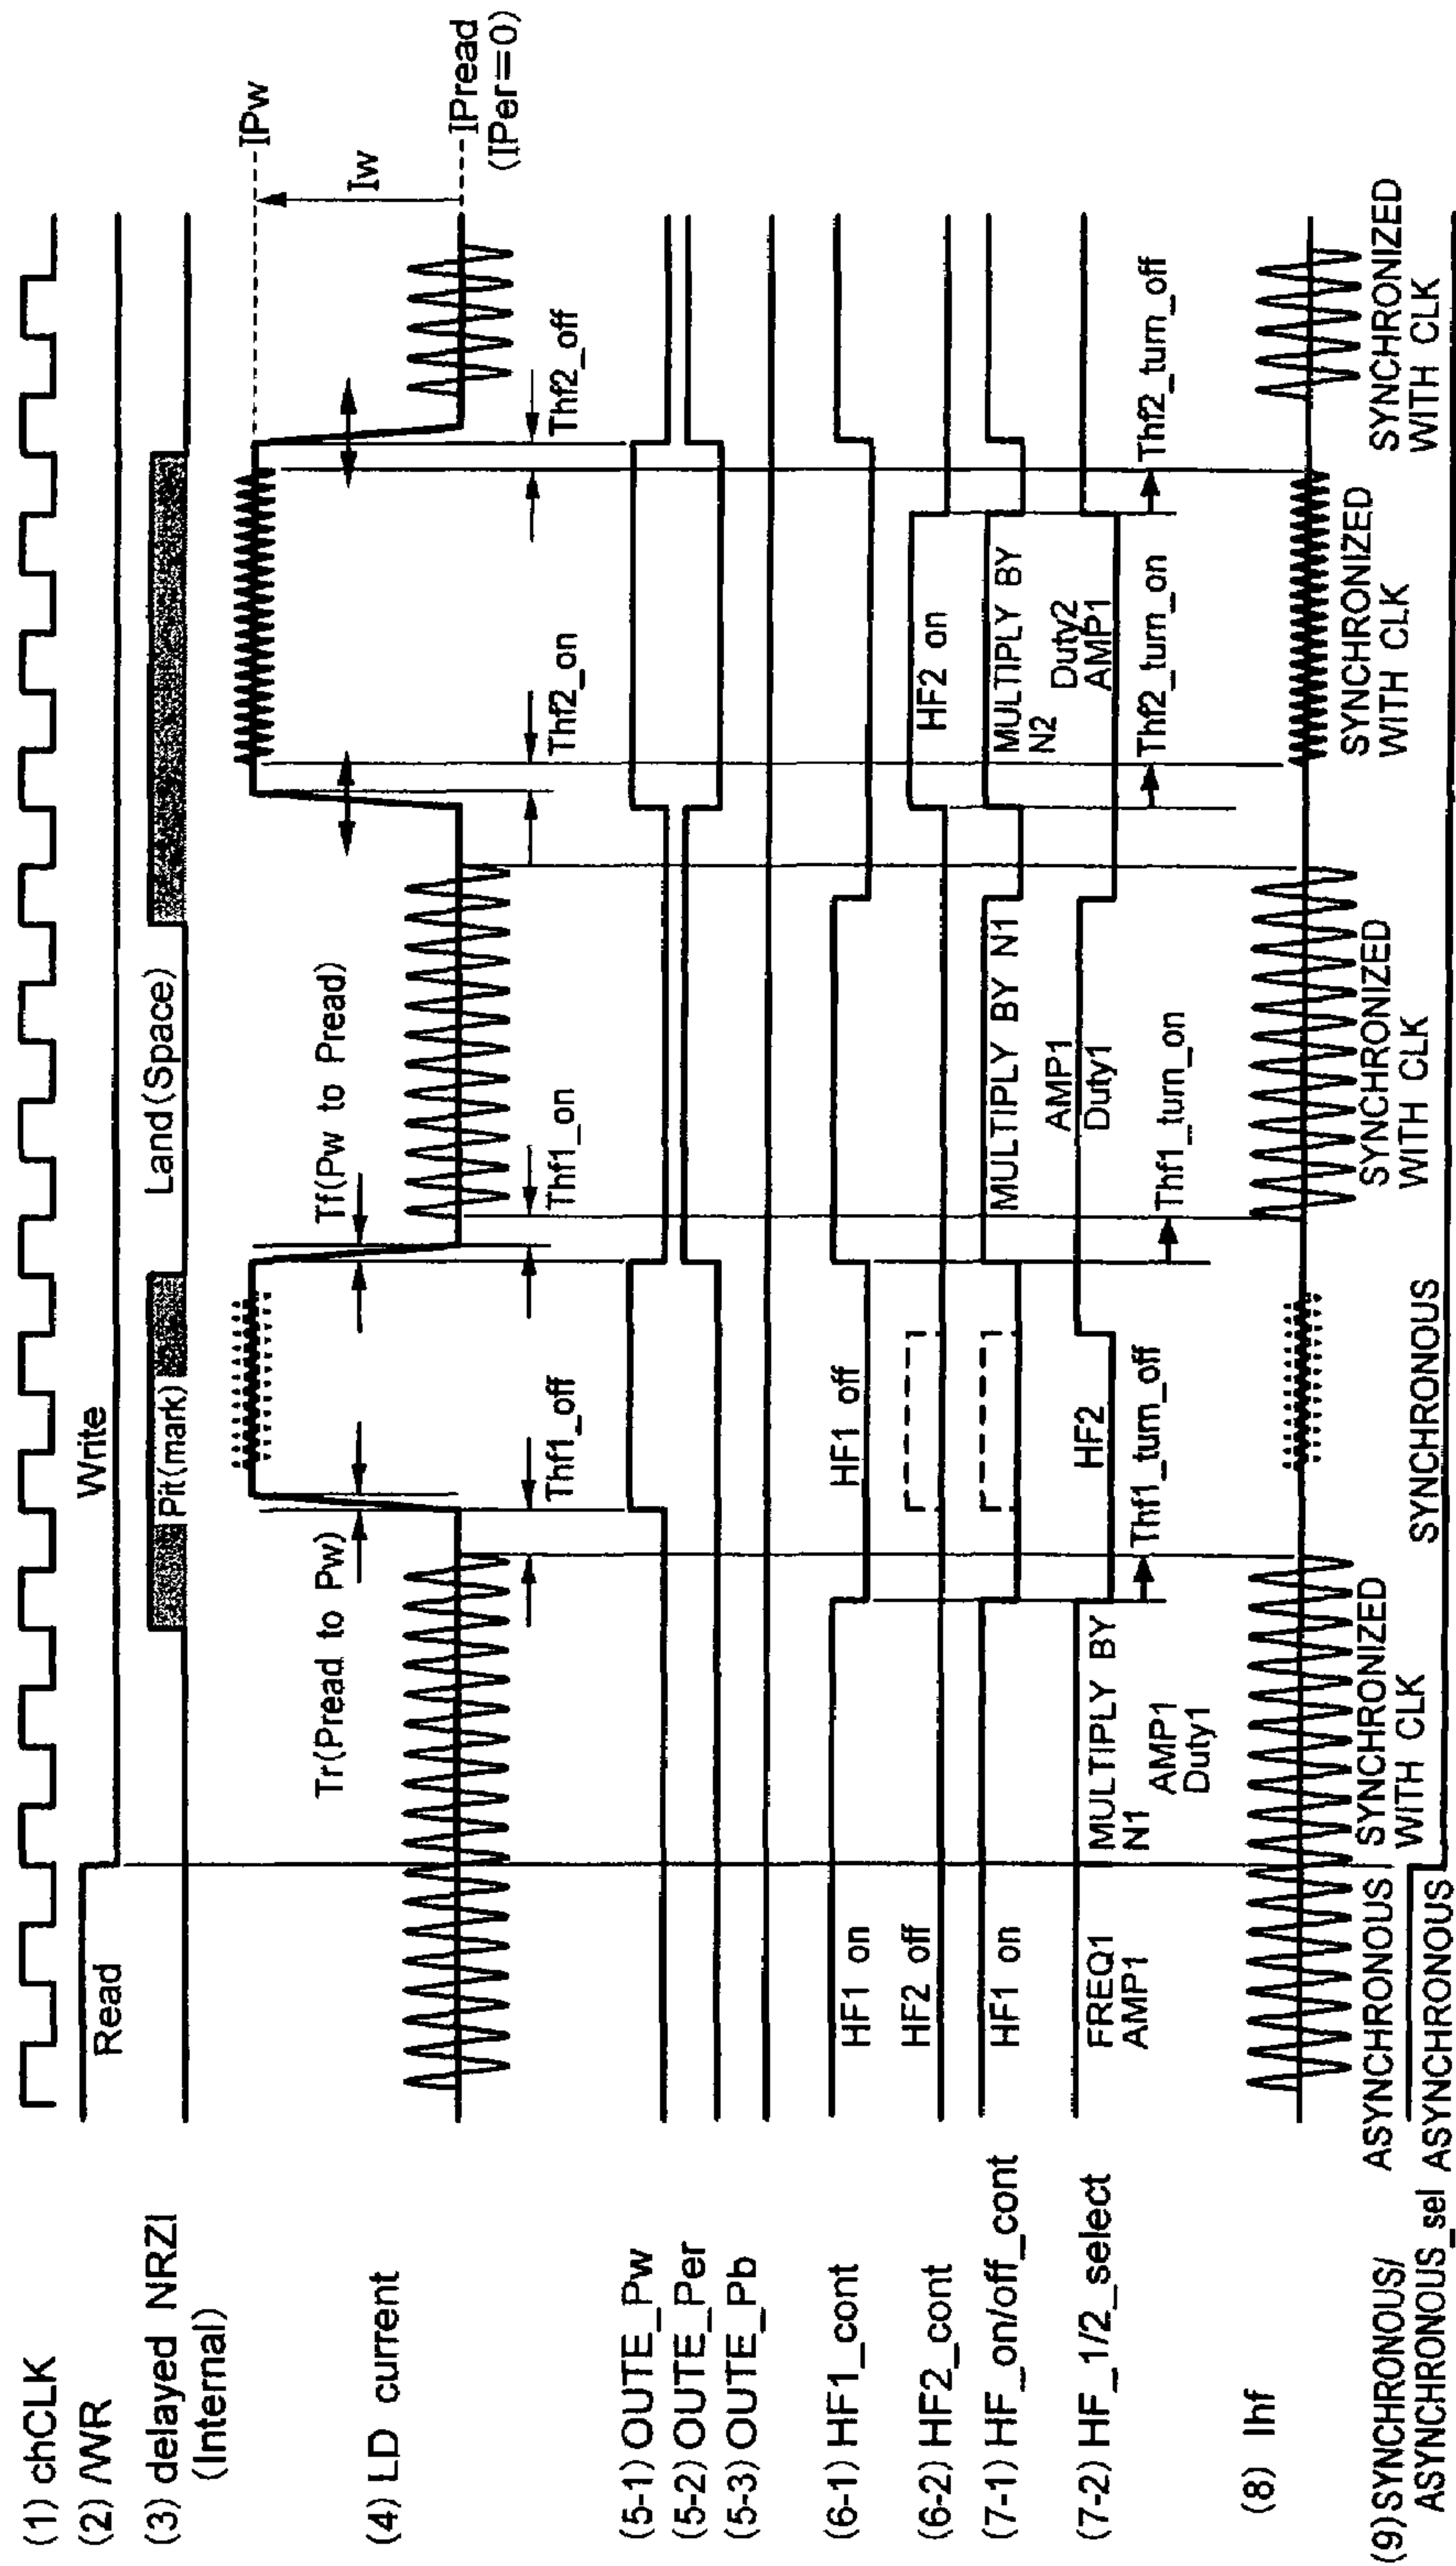 (1) chCLK
(2) /WR
Read
Write
(3) delayed NRZI
(Internal)
Pit(mark)
Land(Space)
(4) LD current
Tr(Pread to Pw)
Tf(Pw to Pread)
IPw
Iw
IPread
(IPer=0)
Thf1_off
Thf1_on
Thf2_on
Thf2_off
(5-1) OUTE_Pw
(5-2) OUTE_Per
(5-3) OUTE_Pb
(6-1) HF1_cont
HF1 on
HF1 off
(6-2) HF2_cont
HF2 off
HF2 on
(7-1) HF_on/off_cont
HF1 on
MULTIPLY BY N1
MULTIPLY BY
N2
(7-2) HF_1/2_select
FREQ1
AMP1
MULTIPLY BY
N1
AMP1
Duty1
HF2
AMP1
Duty1
Duty2
AMP1
Thf1_turn_off
Thf1_turn_on
Thf2_turn_on
Thf2_turn_off
(8) Ihf
ASYNCHRONOUS
SYNCHRONIZED
WITH CLK
SYNCHRONIZED
WITH CLK
SYNCHRONIZED
WITH CLK
SYNCHRONIZED
WITH CLK
(9)SYNCHRONOUS/
ASYNCHRONOUS_sel
ASYNCHRONOUS
SYNCHRONOUS